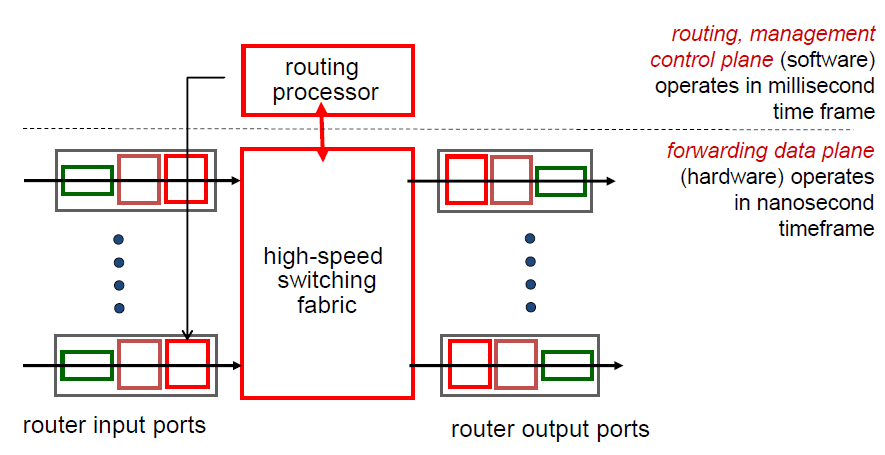 routing, management
control plane (software)
operates in millisecond
time frame
routing
processor
forwarding data plane
(hardware) operates
in nanosecond
timeframe
high-speed
switching
fabric
router input ports
router output ports